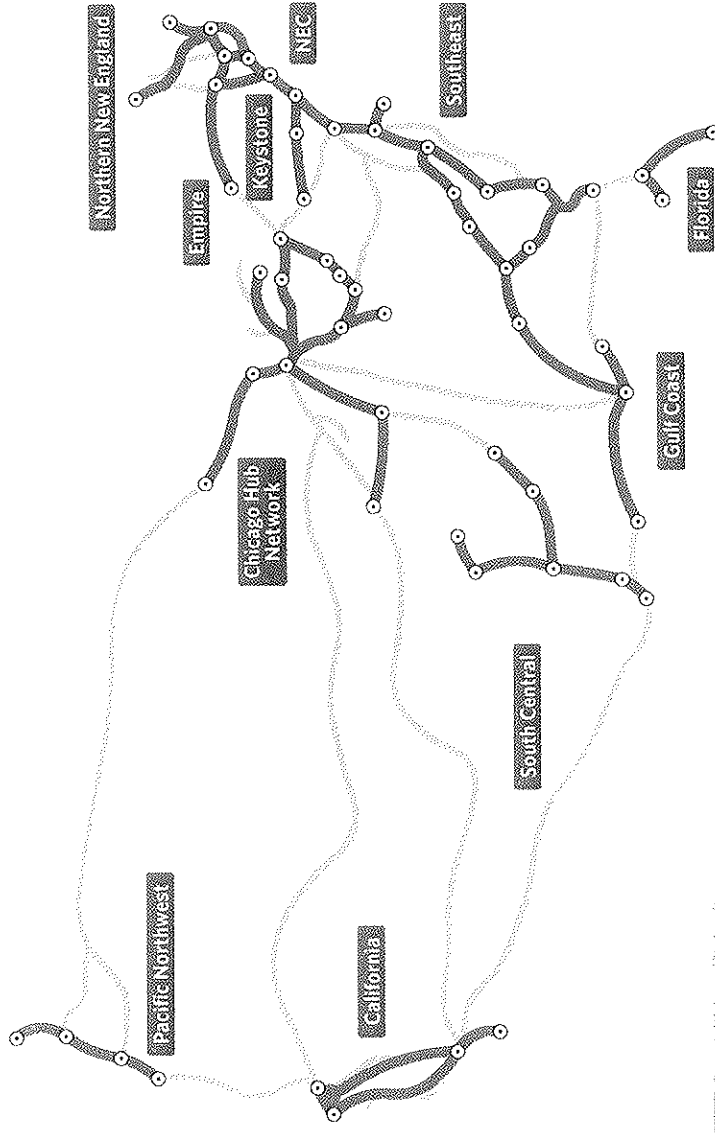 Pacific Northwest
California
Chicago Hub
Network
South Central
Gulf Coast
Empire
Keystone
Northern New England
NEC
Southeast
Florida